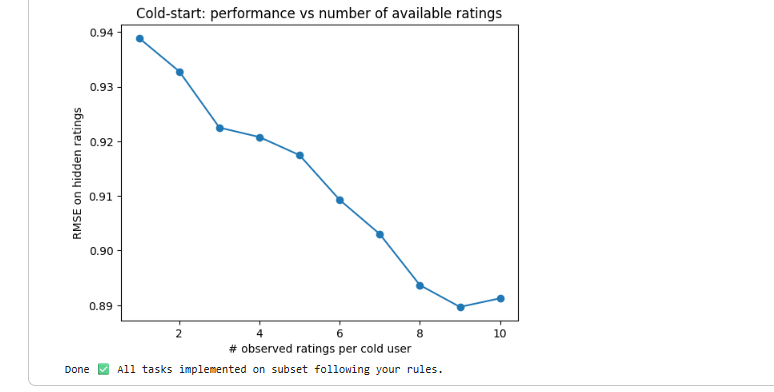 Cold-start: performance vs number of available ratings
0.94
0.93
0.92
0.91
0.90
0.89
RMSE on hidden ratings
2 4 6 8 10
# observed ratings per cold user
Done ✅ All tasks implemented on subset following your rules.